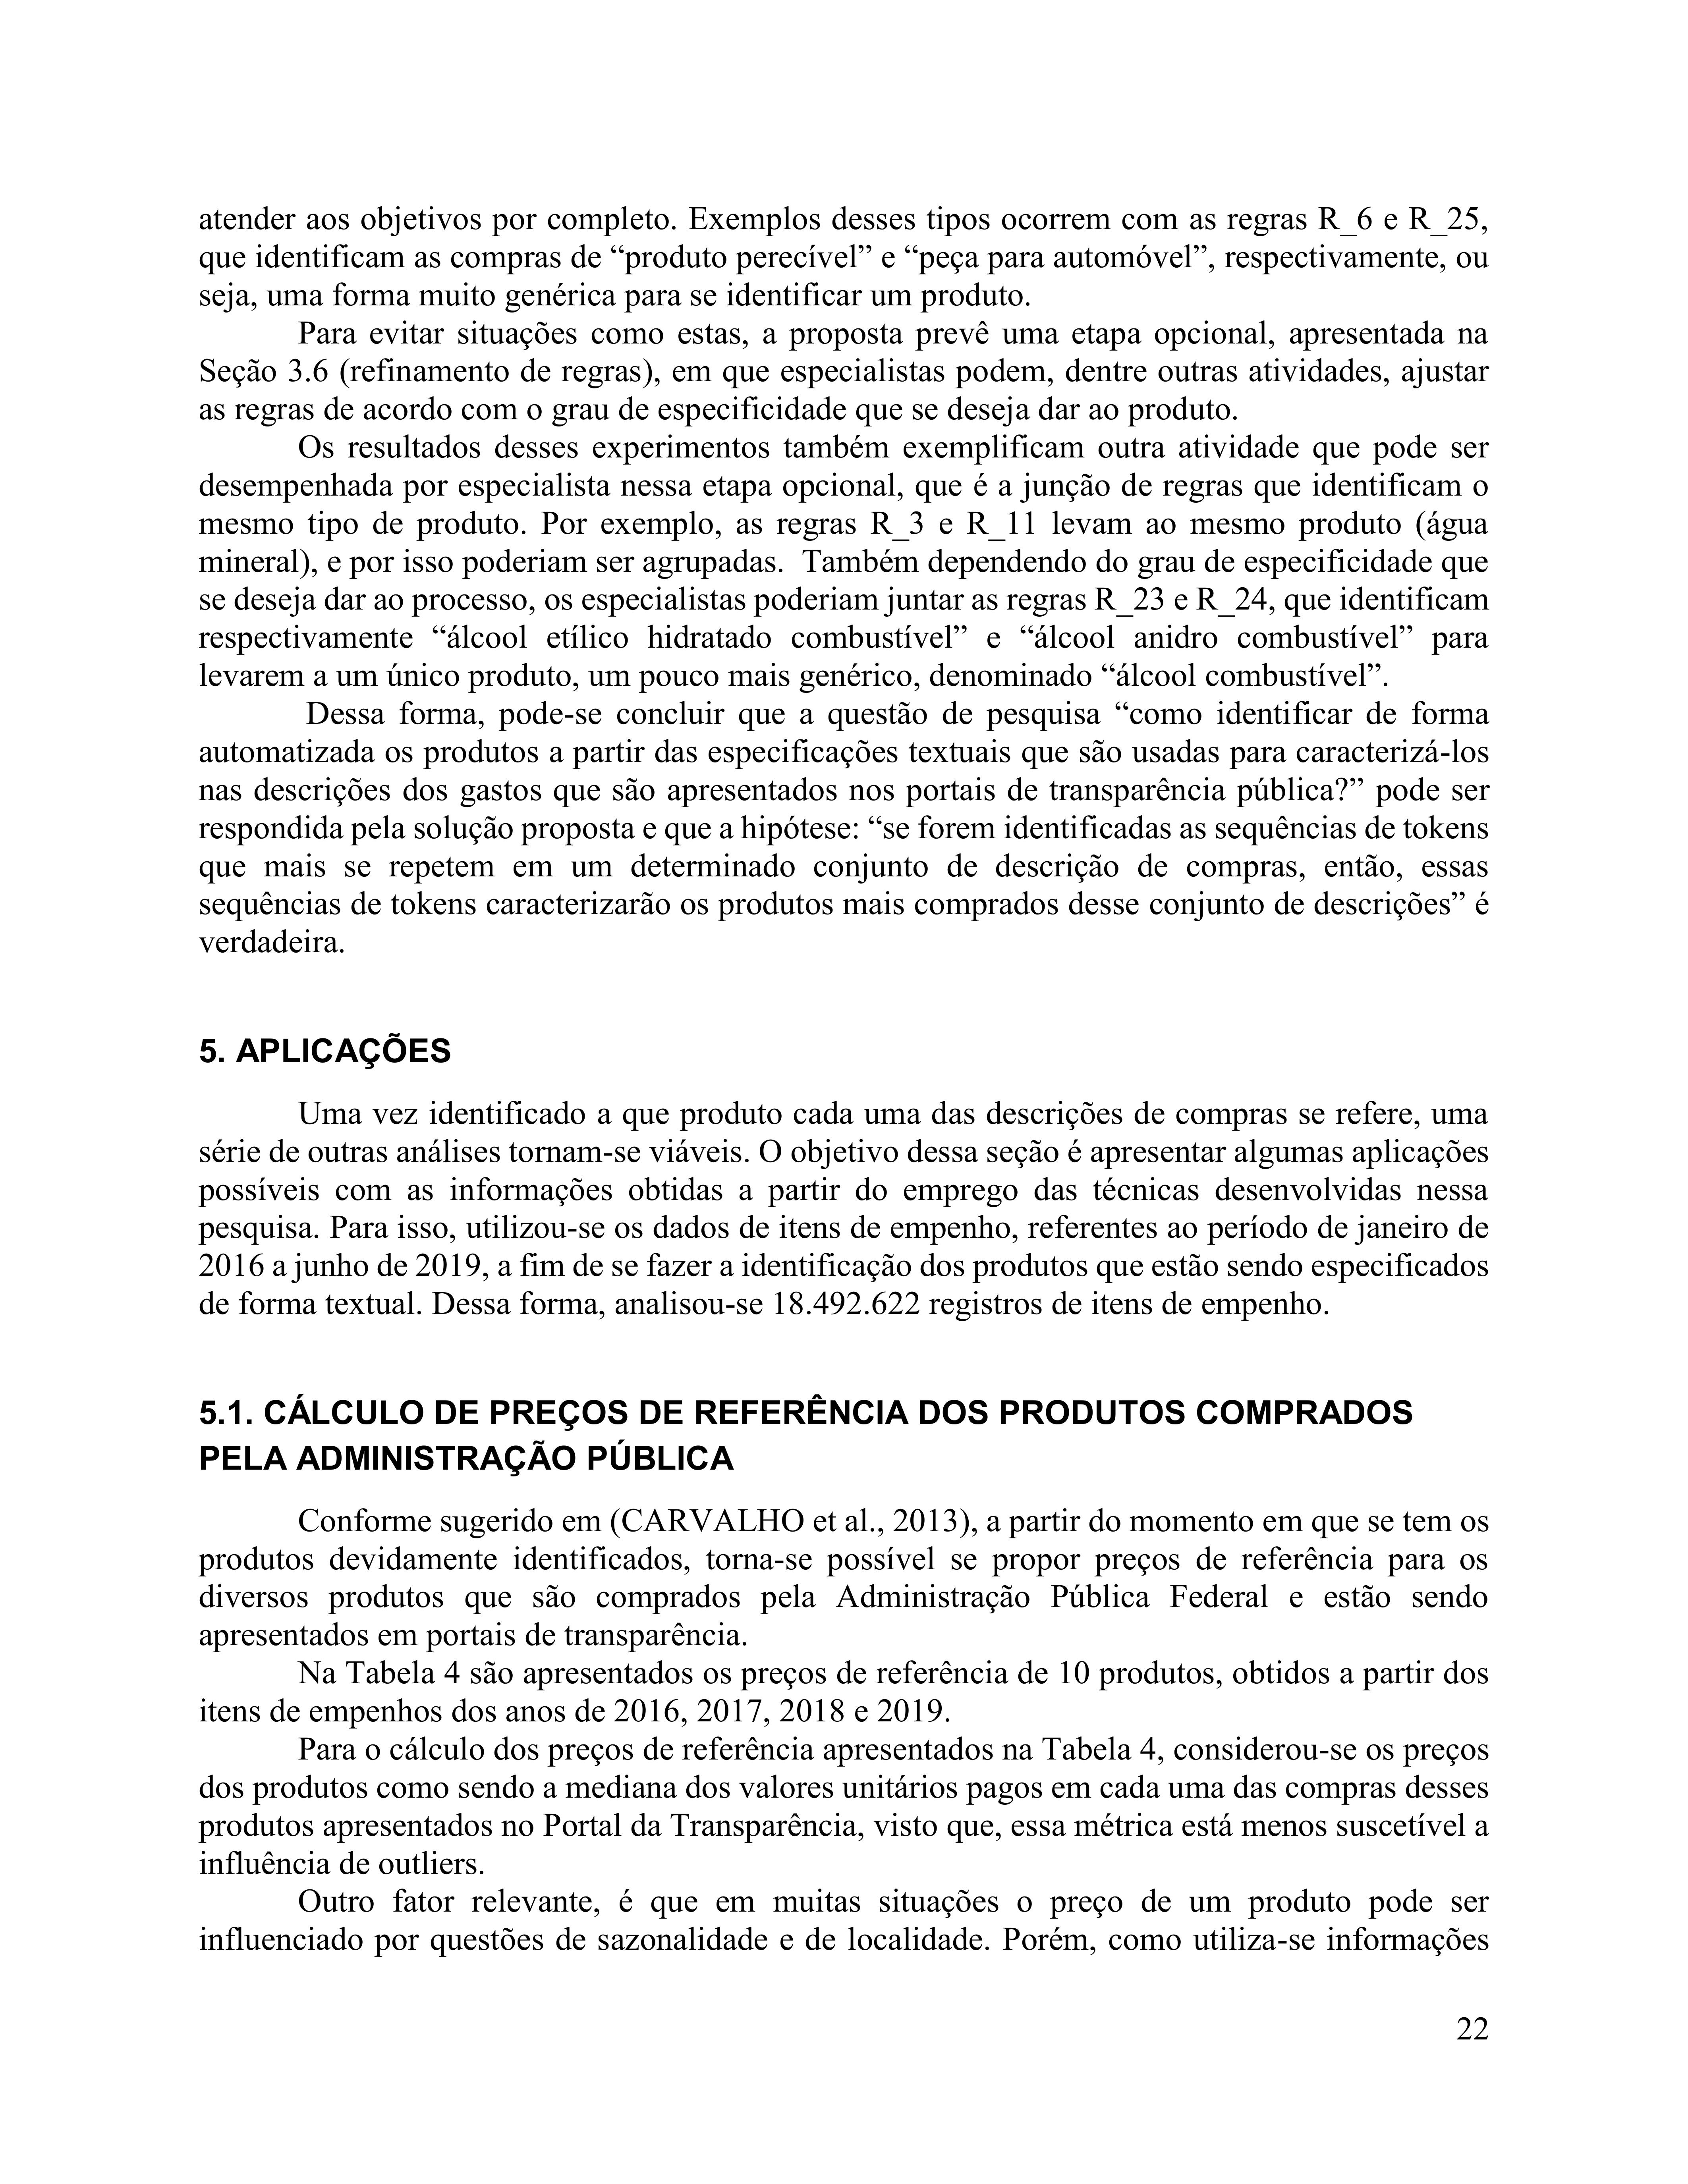 atender aos objetivos por completo. Exemplos desses tipos ocorrem com as regras R_6 e R_25,
que identificam as compras de “produto perecível” e “peça para automóvel”, respectivamente, ou
seja, uma forma muito genérica para se identificar um produto.
Para evitar situações como estas, a proposta prevê uma etapa opcional, apresentada na
Seção 3.6 (refinamento de regras), em que especialistas podem, dentre outras atividades, ajustar
as regras de acordo com o grau de especificidade que se deseja dar ao produto.
Os resultados desses experimentos também exemplificam outra atividade que pode ser
desempenhada por especialista nessa etapa opcional, que é a junção de regras que identificam o
mesmo tipo de produto. Por exemplo, as regras R_3 e R_11 levam ao mesmo produto (água
mineral), e por isso poderiam ser agrupadas.  Também dependendo do grau de especificidade que
se deseja dar ao processo, os especialistas poderiam juntar as regras R_23 e R_24, que identificam
respectivamente “álcool etílico hidratado combustível” e “álcool anidro combustível” para
levarem a um único produto, um pouco mais genérico, denominado “álcool combustível”.
Dessa forma, pode-se concluir que a questão de pesquisa “como identificar de forma
automatizada os produtos a partir das especificações textuais que são usadas para caracterizá-los
nas descrições dos gastos que são apresentados nos portais de transparência pública?” pode ser
respondida pela solução proposta e que a hipótese: “se forem identificadas as sequências de tokens
que mais se repetem em um determinado conjunto de descrição de compras, então, essas
sequências de tokens caracterizarão os produtos mais comprados desse conjunto de descrições” é
verdadeira.
5. APLICAÇÕES
Uma vez identificado a que produto cada uma das descrições de compras se refere, uma
série de outras análises tornam-se viáveis. O objetivo dessa seção é apresentar algumas aplicações
possíveis com as informações obtidas a partir do emprego das técnicas desenvolvidas nessa
pesquisa. Para isso, utilizou-se os dados de itens de empenho, referentes ao período de janeiro de
2016 a junho de 2019, a fim de se fazer a identificação dos produtos que estão sendo especificados
de forma textual. Dessa forma, analisou-se 18.492.622 registros de itens de empenho.
5.1. CÁLCULO DE PREÇOS DE REFERÊNCIA DOS PRODUTOS COMPRADOS
PELA ADMINISTRAÇÃO PÚBLICA
Conforme sugerido em (CARVALHO et al., 2013), a partir do momento em que se tem os
produtos devidamente identificados, torna-se possível se propor preços de referência para os
diversos produtos que são comprados pela Administração Pública Federal e estão sendo
apresentados em portais de transparência.
Na Tabela 4 são apresentados os preços de referência de 10 produtos, obtidos a partir dos
itens de empenhos dos anos de 2016, 2017, 2018 e 2019.
Para o cálculo dos preços de referência apresentados na Tabela 4, considerou-se os preços
dos produtos como sendo a mediana dos valores unitários pagos em cada uma das compras desses
produtos apresentados no Portal da Transparência, visto que, essa métrica está menos suscetível a
influência de outliers.
Outro fator relevante, é que em muitas situações o preço de um produto pode ser
influenciado por questões de sazonalidade e de localidade. Porém, como utiliza-se informações
22